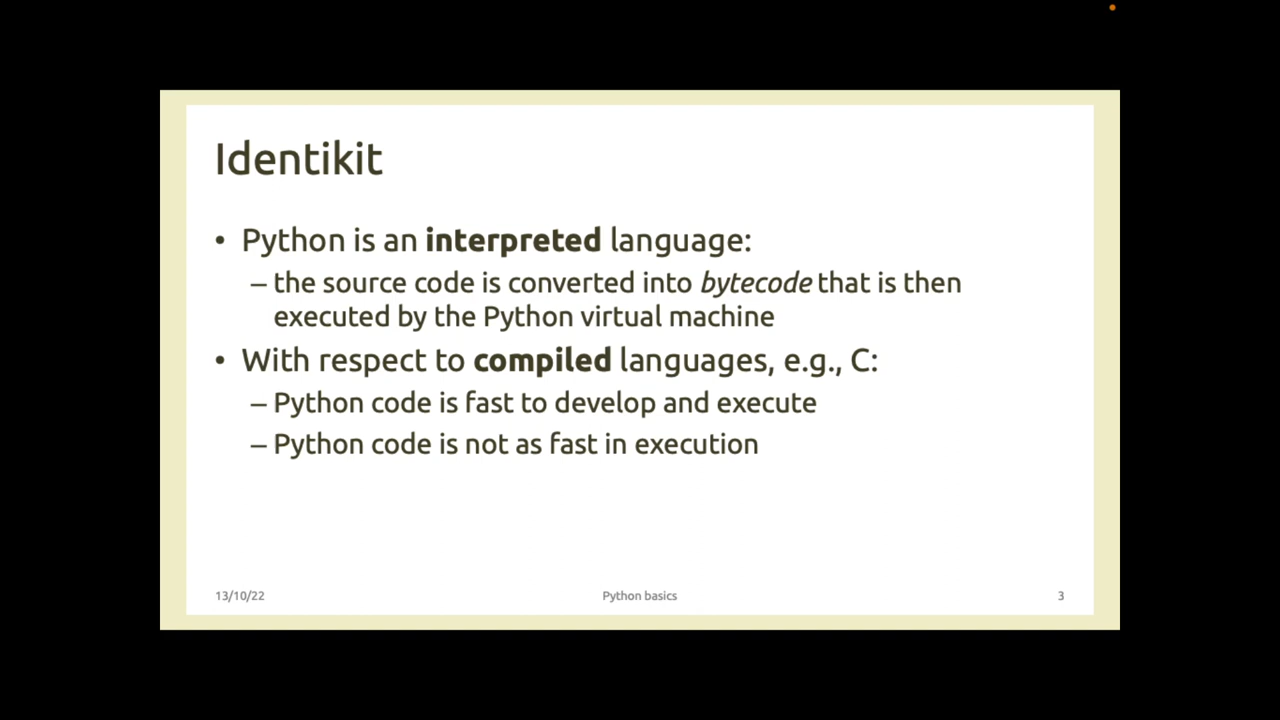 Identikit
• Python is an interpreted language:
– the source code is converted into bytecode that is then
executed by the Python virtual machine
• With respect to compiled languages, e.g., C:
– Python code is fast to develop and execute
– Python code is not as fast in execution
13/10/22 Python basics 3